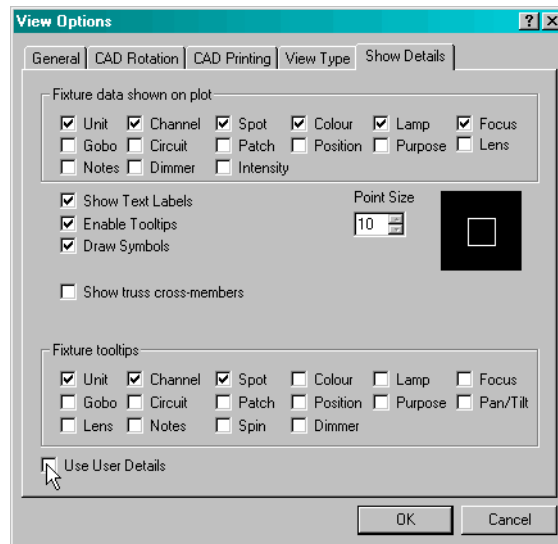 View Options
General CAD Rotation CAD Printing View Type Show Details
Fixture data shown on plot
Unit Channel Spot Colour Lamp Focus
Gobo Circuit Patch Position Purpose Lens
Notes Dimmer Intensity
Show Text Labels Point Size
Enable Tooltips 10
Draw Symbols
Show truss cross-members
Fixture tooltips
Unit Channel Spot Colour Lamp Focus
Gobo Circuit Patch Position Purpose Pan/Tilt
Lens Notes Spin Dimmer
Use User Details
OK Cancel